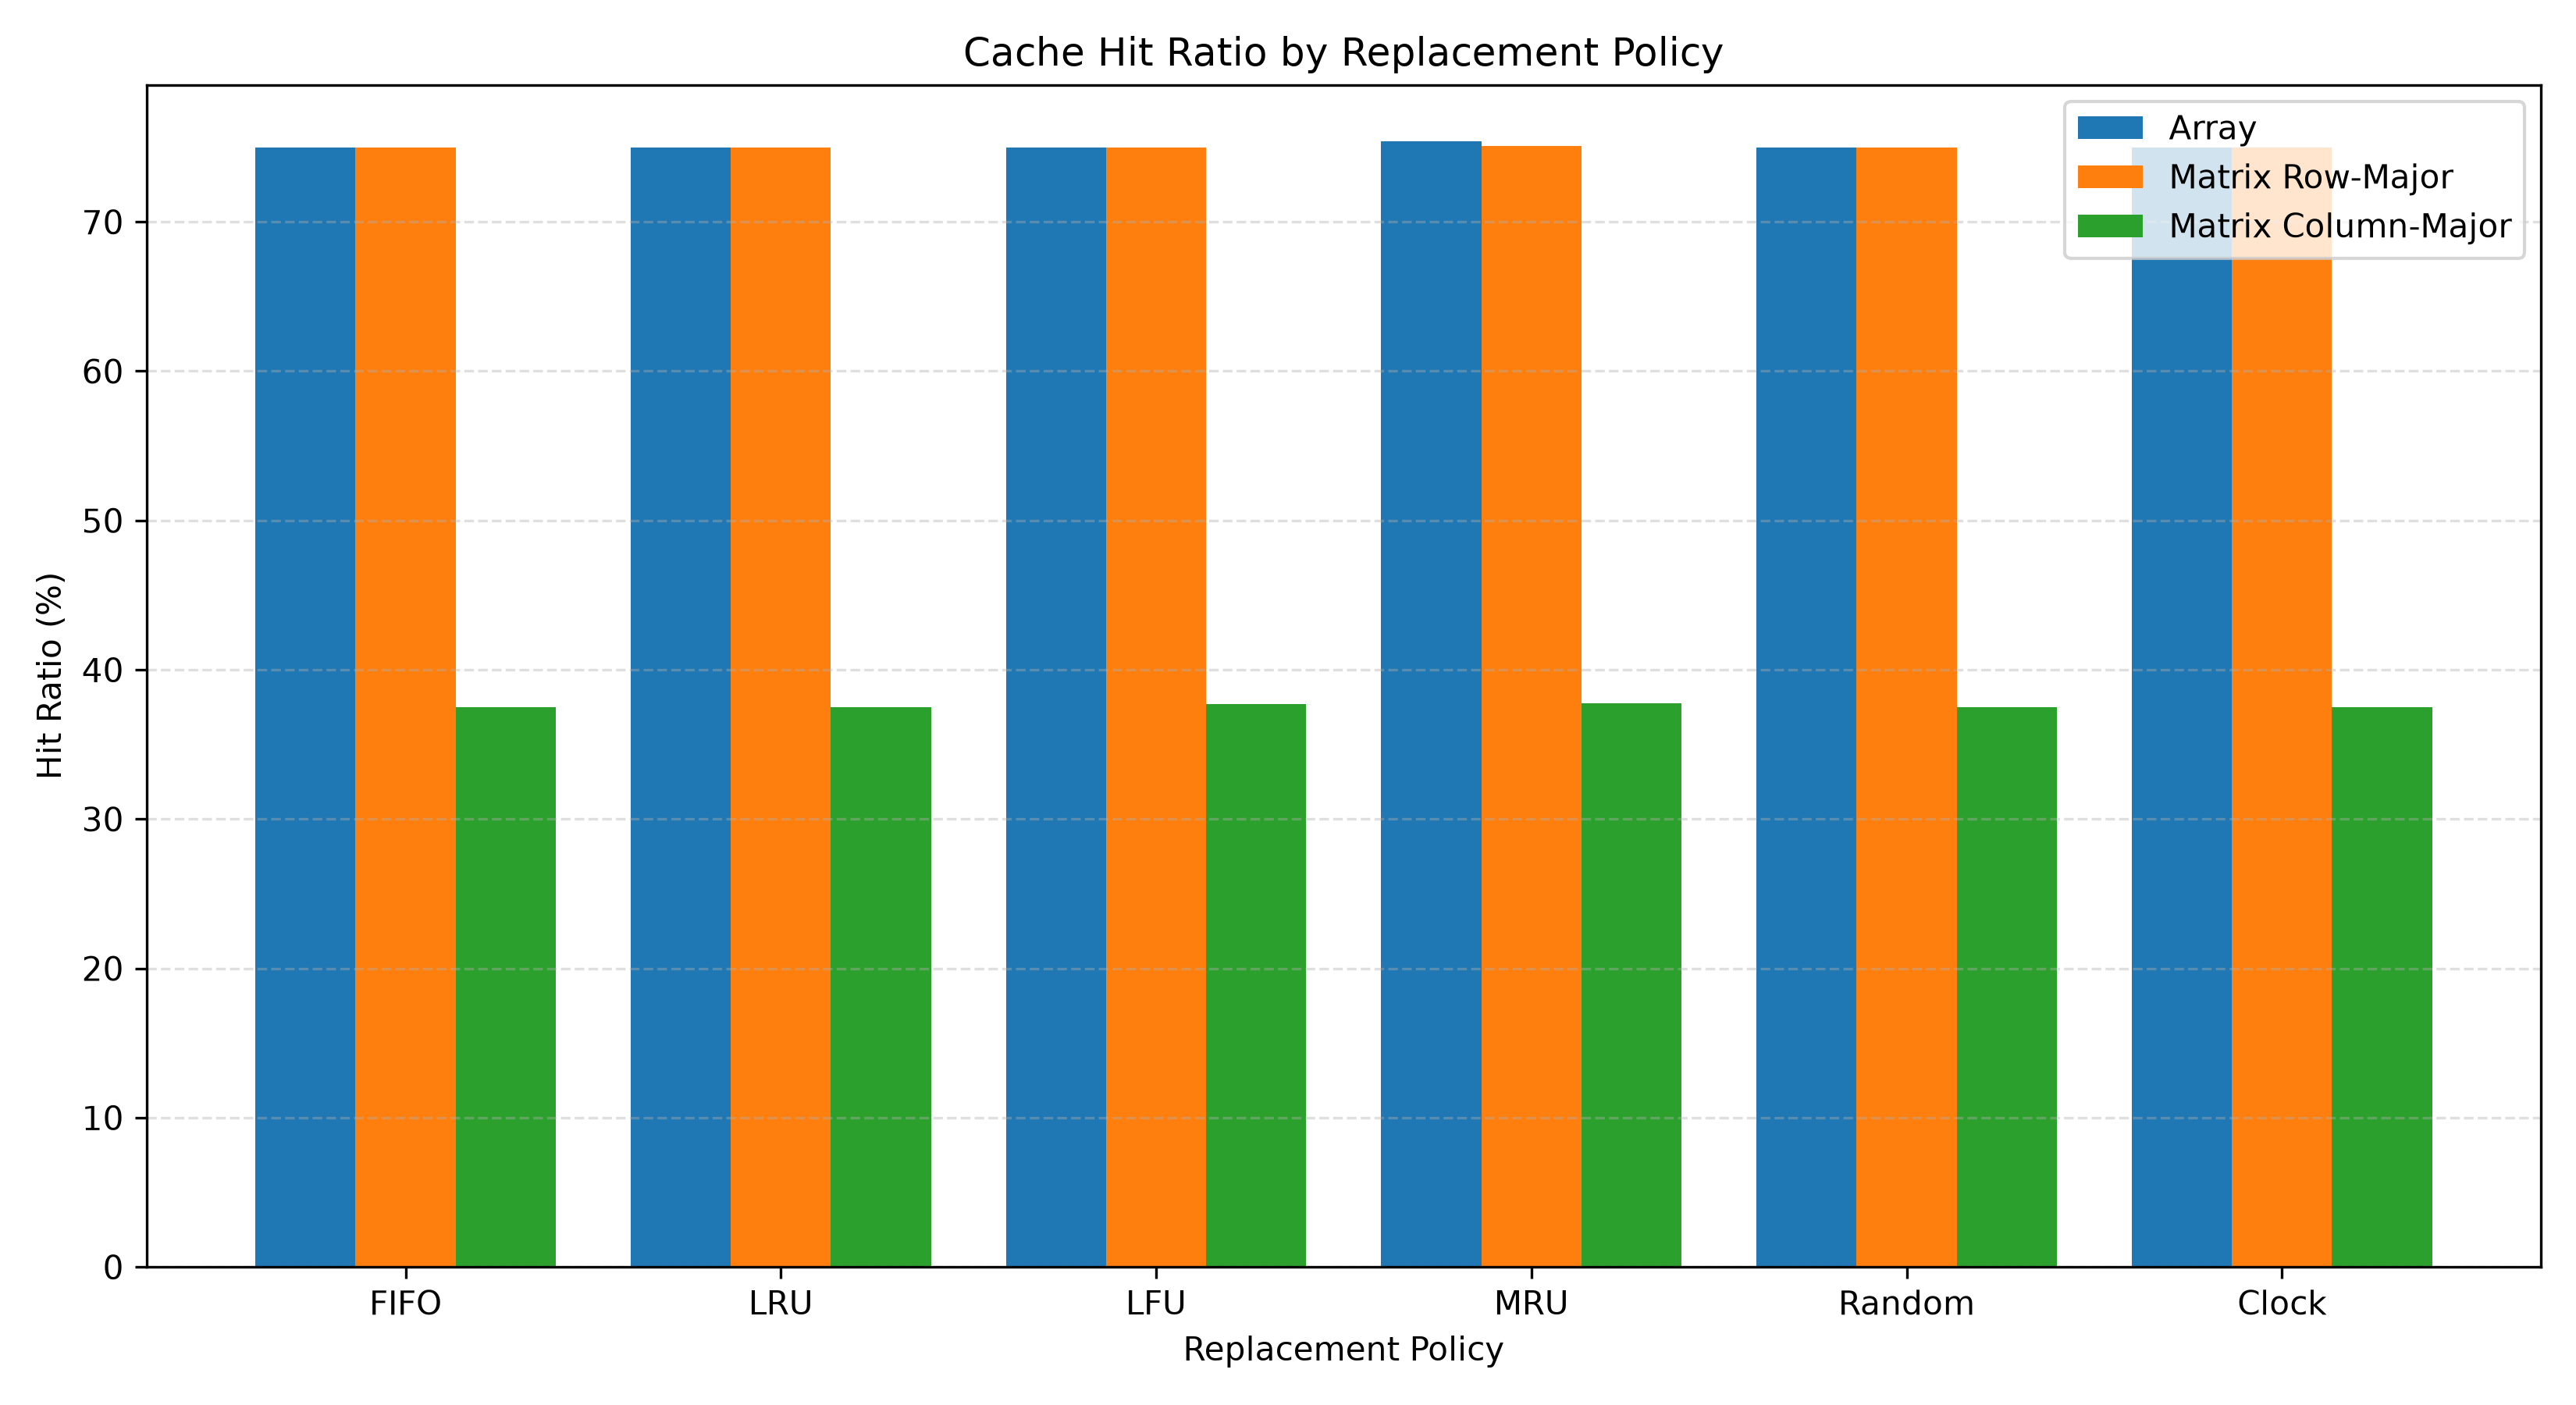 Cache Hit Ratio by Replacement Policy
Array
Matrix Row-Major
Matrix Column-Major
Hit Ratio (%)
70
60
50
40
30
20
10
0
FIFO LRU LFU MRU Random Clock
Replacement Policy